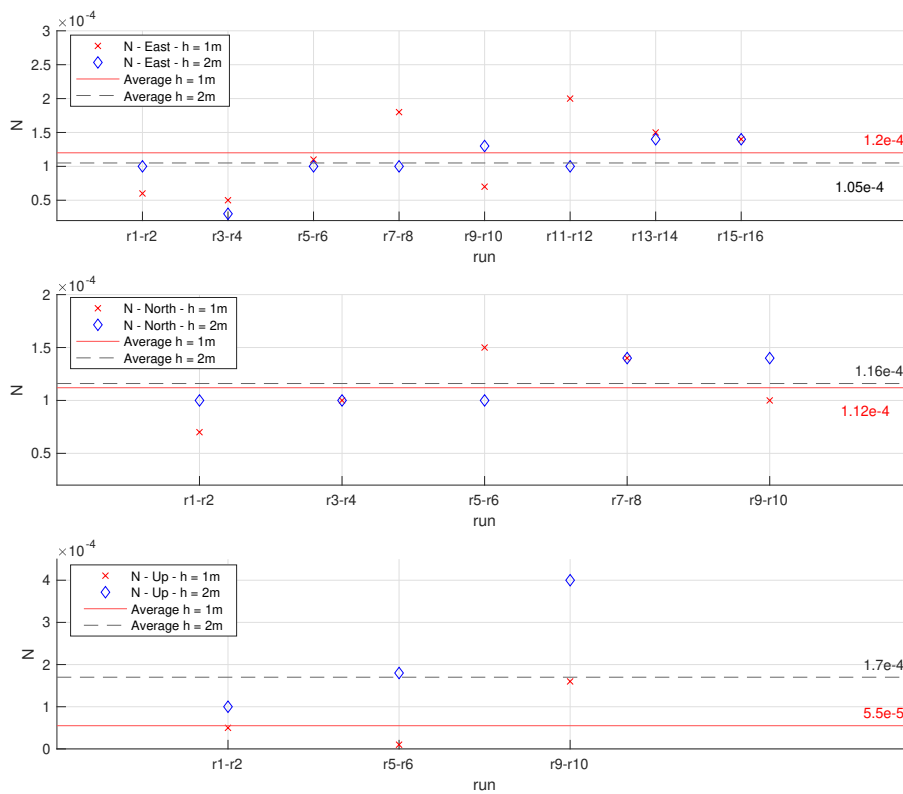 ×10⁻⁴
3
2.5
2
1.5
1
0.5
N
N - East - h = 1m
N - East - h = 2m
Average h = 1m
Average h = 2m
1.2e-4
1.05e-4
r1-r2 r3-r4 r5-r6 r7-r8 r9-r10 r11-r12 r13-r14 r15-r16
run
×10⁻⁴
2
1.5
1
0.5
N
N - North - h = 1m
N - North - h = 2m
Average h = 1m
Average h = 2m
1.16e-4
1.12e-4
r1-r2 r3-r4 r5-r6 r7-r8 r9-r10
run
×10⁻⁴
4
2
1
0
N
N - Up - h = 1m
N - Up - h = 2m
Average h = 1m
Average h = 2m
1.7e-4
5.5e-5
r1-r2 r5-r6 r9-r10
run